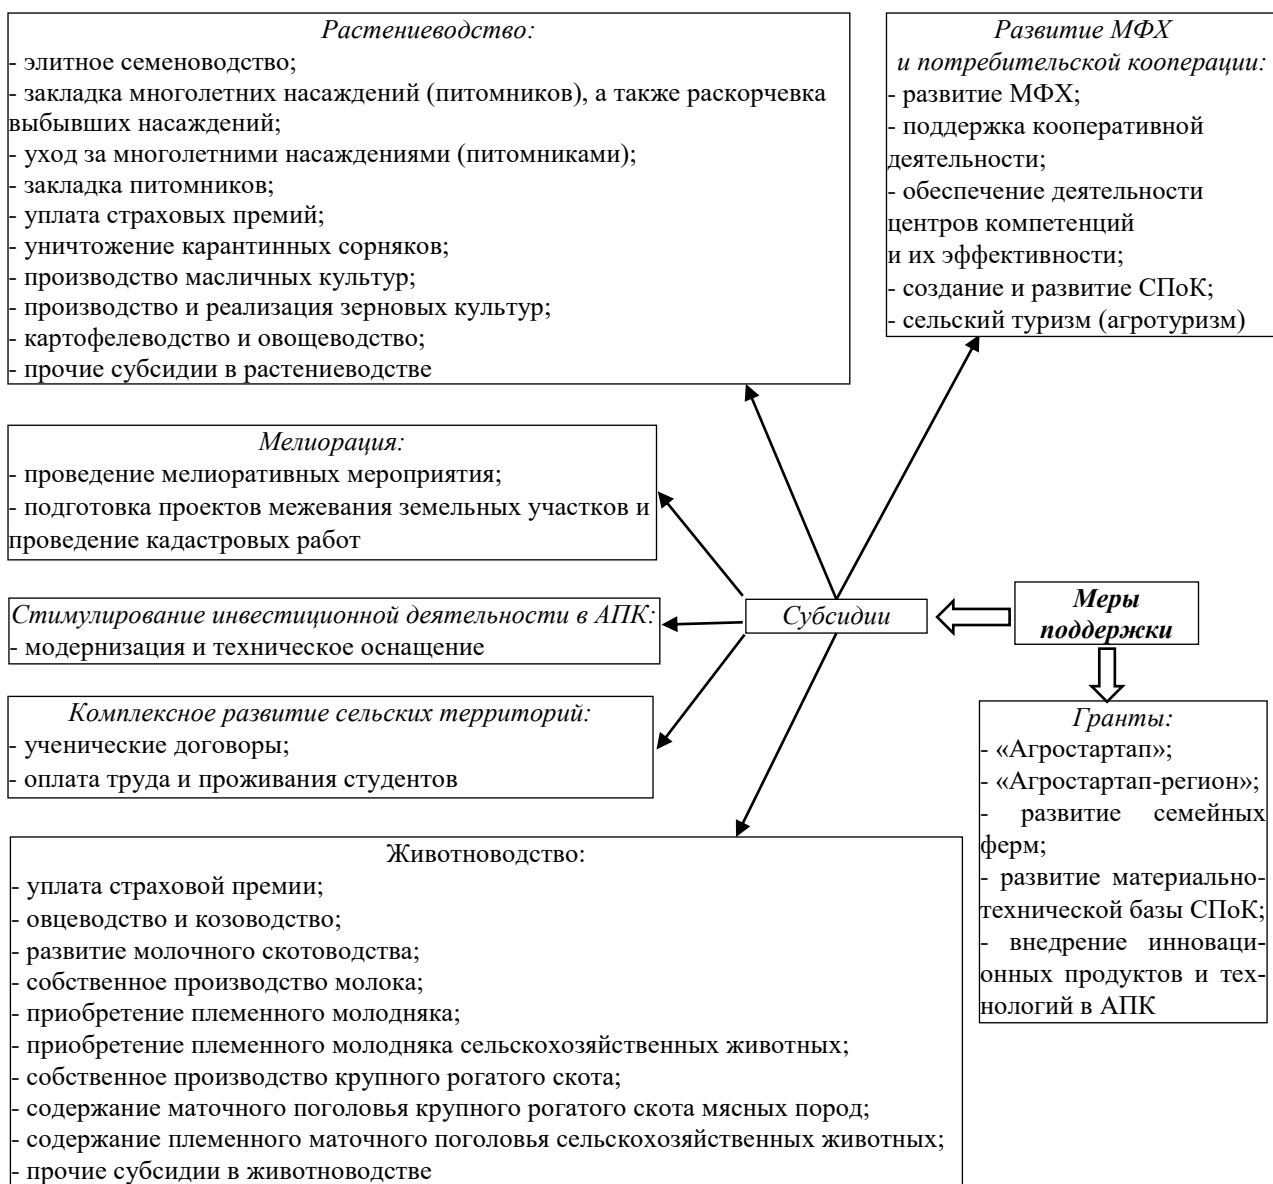 Растениеводство:
- элитное семеноводство;
- закладка многолетних насаждений (питомников), а также раскорчевка
выбывших насаждений;
- уход за многолетними насаждениями (питомниками);
- закладка питомников;
- уплата страховых премий;
- уничтожение карантинных сорняков;
- производство масличных культур;
- производство и реализация зерновых культур;
- картофелеводство и овощеводство;
- прочие субсидии в растениеводстве
Развитие МФХ
и потребительской кооперации:
- развитие МФХ;
- поддержка кооперативной
деятельности;
- обеспечение деятельности
центров компетенций
и их эффективности;
- создание и развитие СПоК;
- сельский туризм (агротуризм)
Мелиорация:
- проведение мелиоративных мероприятия;
- подготовка проектов межевания земельных участков и
проведение кадастровых работ
Стимулирование инвестиционной деятельности в АПК:
- модернизация и техническое оснащение
Субсидии
Меры
поддержки
Комплексное развитие сельских территорий:
- ученические договоры;
- оплата труда и проживания студентов
Гранты:
- «Агростартап»;
- «Агростартап-регион»;
- развитие семейных
ферм;
- развитие материально-
технической базы СПоК;
- внедрение инноваци-
онных продуктов и тех-
нологий в АПК
Животноводство:
- уплата страховой премии;
- овцеводство и козоводство;
- развитие молочного скотоводства;
- собственное производство молока;
- приобретение племенного молодняка;
- приобретение племенного молодняка сельскохозяйственных животных;
- собственное производство крупного рогатого скота;
- содержание маточного поголовья крупного рогатого скота мясных пород;
- содержание племенного маточного поголовья сельскохозяйственных животных;
- прочие субсидии в животноводстве